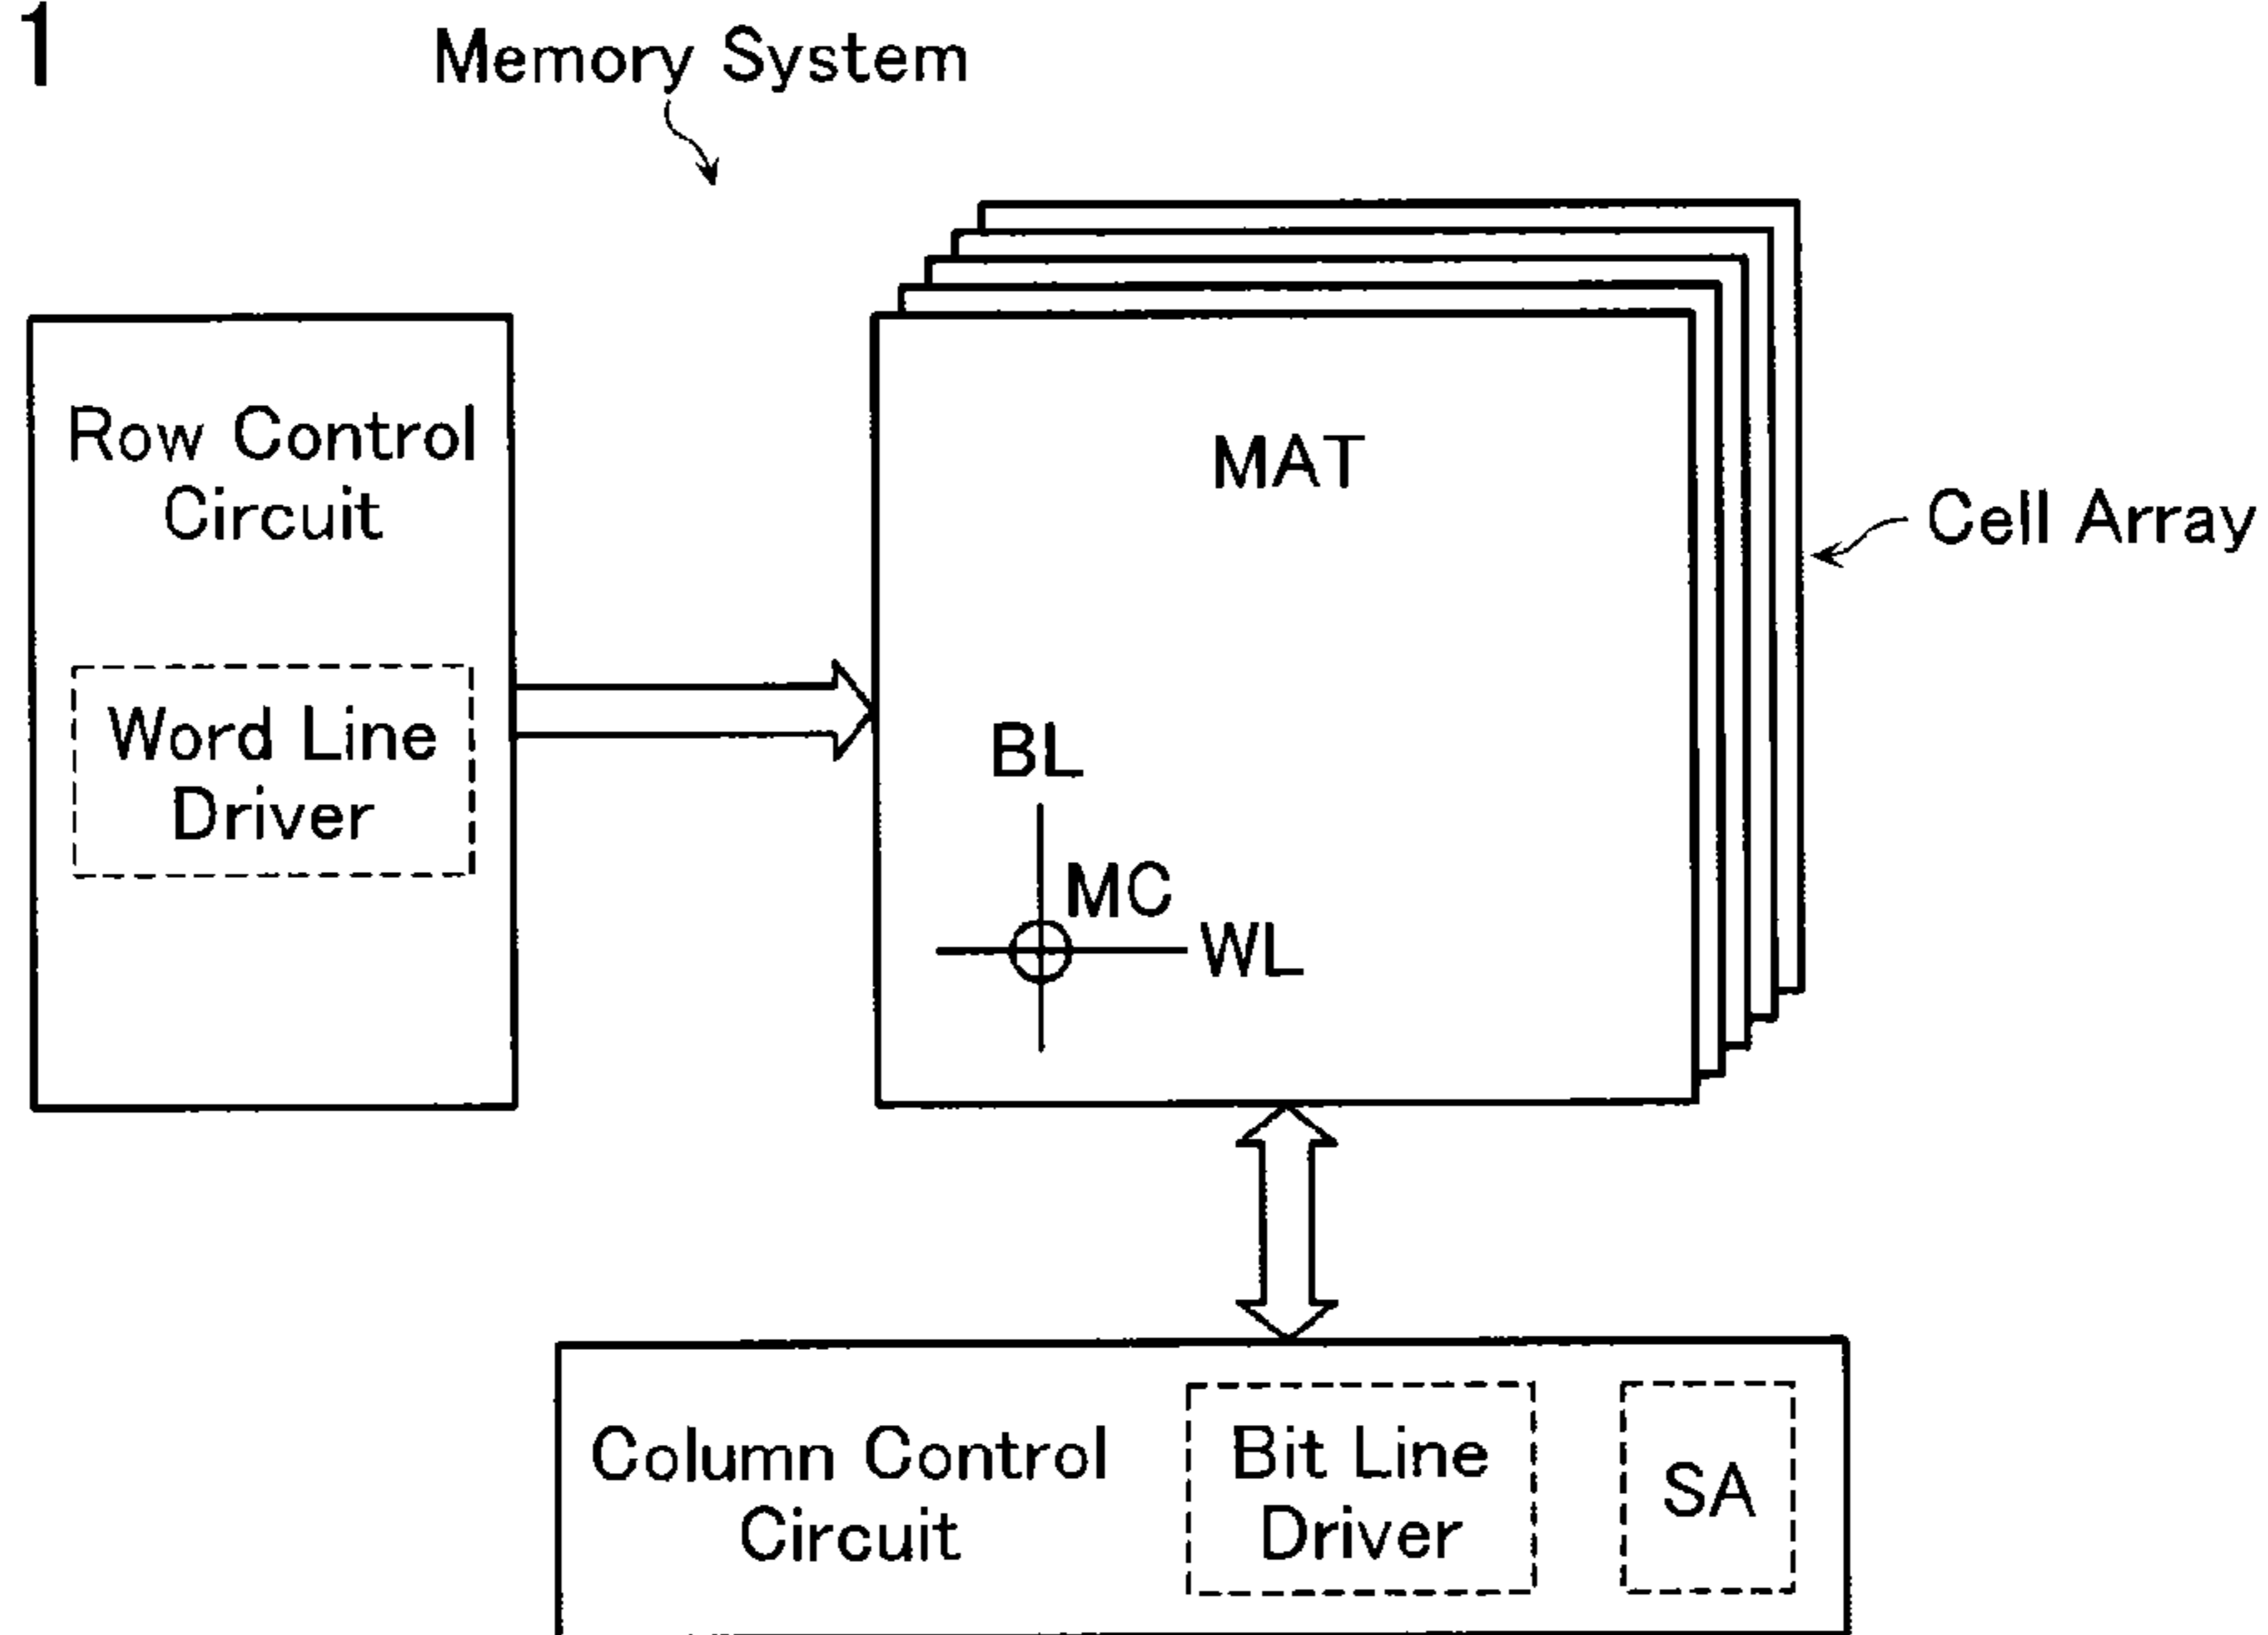 1
Memory System
Row Control
Circuit
MAT
Cell Array
Word Line
Driver
BL
MC
WL
Column Control
Circuit
Bit Line
Driver
SA